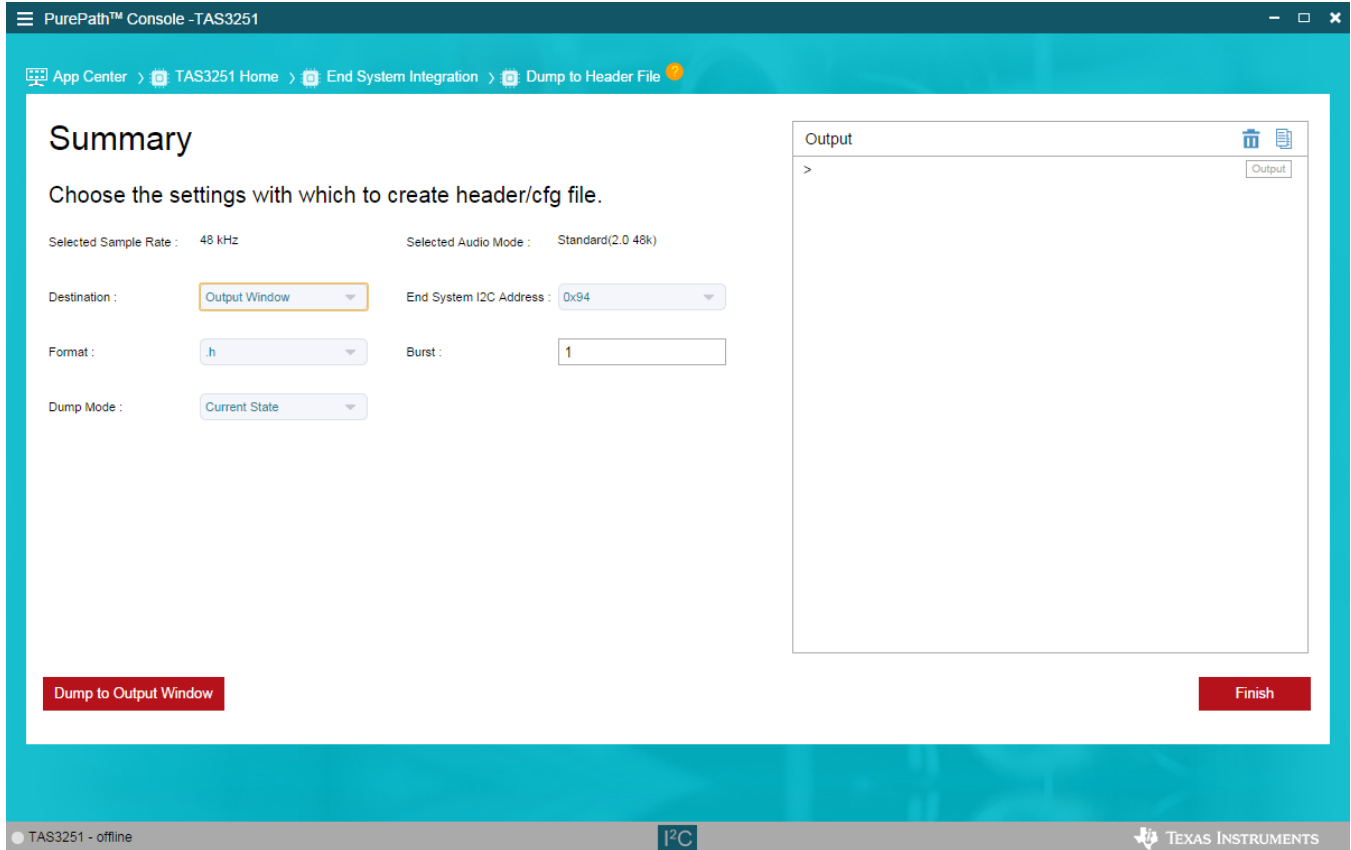 PurePath™ Console -TAS3251
App Center
TAS3251 Home
End System Integration
Dump to Header File
?
Summary
Choose the settings with which to create header/cfg file.
Selected Sample Rate :
48 kHz
Selected Audio Mode :
Standard(2.0 48k)
Destination :
Output Window
End System I2C Address :
0x94
Format :
.h
Burst :
1
Dump Mode :
Current State
Dump to Output Window
Output
>
Output
Finish
TAS3251 - offline
I²C
TEXAS INSTRUMENTS